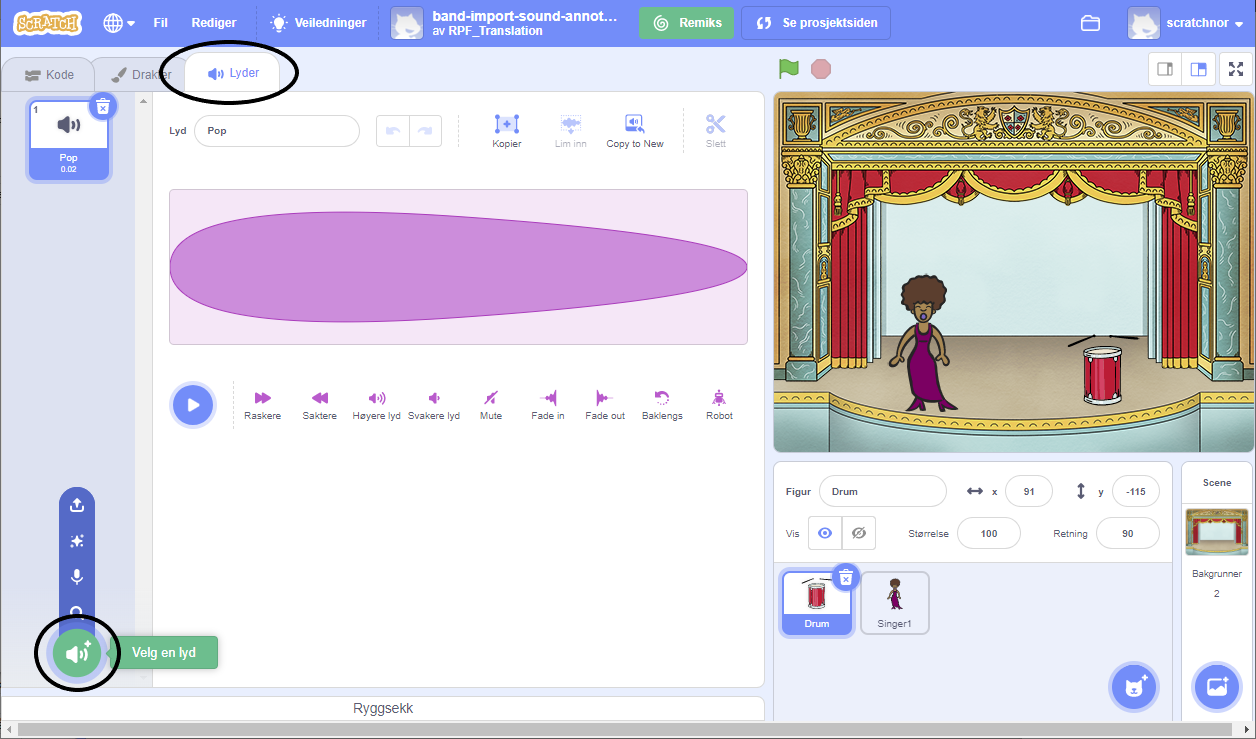 SCRATCH
Fil
Rediger
Veiledninger
band-import-sound-annot...
av RPF_Translation
Remiks
Se prosjektsiden
scratchnor
Kode
Drakter
Lyder
1
Pop
0.02
Lyd
Pop
Kopier
Lim inn
Copy to New
Slett
Raskere
Saktere
Høyere lyd
Svakere lyd
Mute
Fade in
Fade out
Baklengs
Robot
Velg en lyd
Ryggsekk
Figur
Drum
x
91
y
-115
Vis
Størrelse
100
Retning
90
Drum
Singer1
Scene
Bakgrunner
2